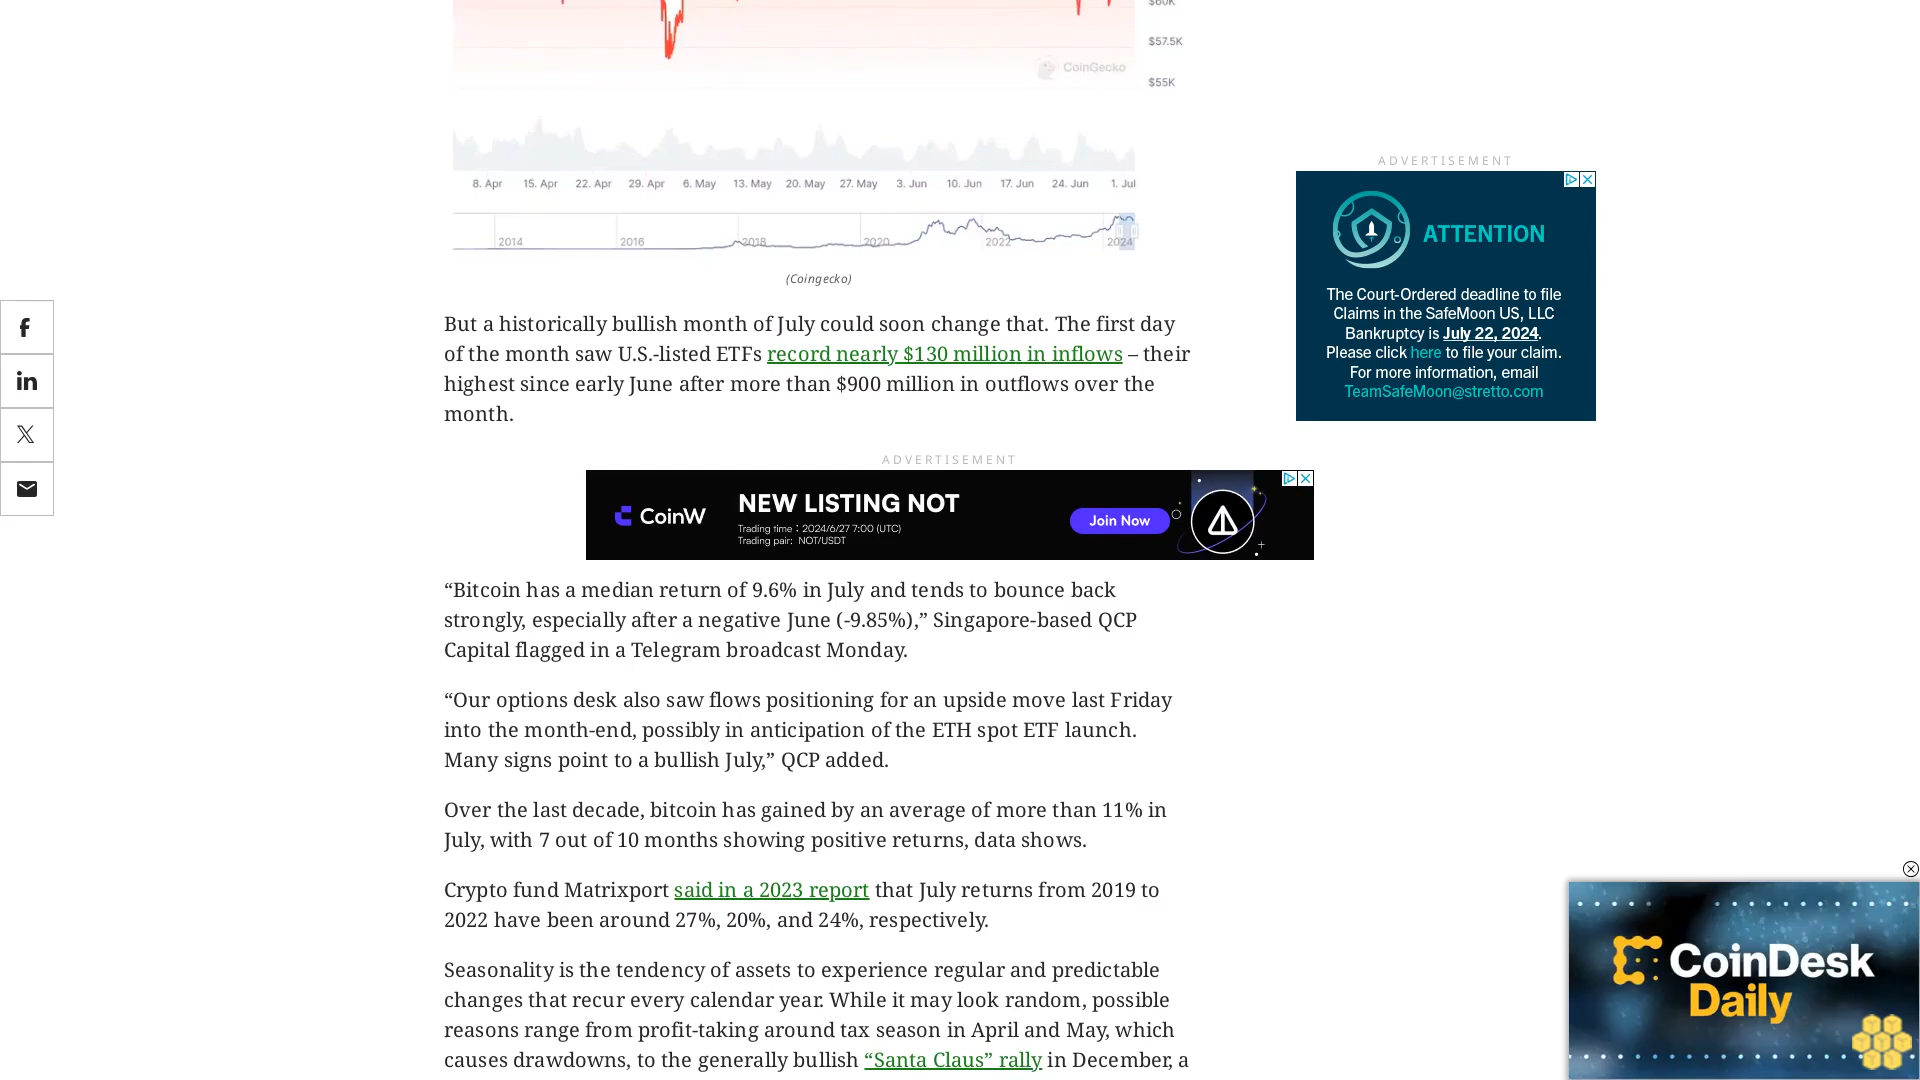 $60K
$57.5K
CoinGecko
$55K
8. Apr 15. Apr 22. Apr 29. Apr 6. May 13. May 20. May 27. May 3. Jun 10. Jun 17. Jun 24. Jun 1. Jul
2014 2016 2018 2020 2022 2024
(Coingecko)
But a historically bullish month of July could soon change that. The first day
of the month saw U.S.-listed ETFs record nearly $130 million in inflows – their
highest since early June after more than $900 million in outflows over the
month.
ADVERTISEMENT
CoinW
NEW LISTING NOT
Trading time：2024/6/27 7:00 (UTC)
Trading pair: NOT/USDT
Join Now
“Bitcoin has a median return of 9.6% in July and tends to bounce back
strongly, especially after a negative June (-9.85%),” Singapore-based QCP
Capital flagged in a Telegram broadcast Monday.
“Our options desk also saw flows positioning for an upside move last Friday
into the month-end, possibly in anticipation of the ETH spot ETF launch.
Many signs point to a bullish July,” QCP added.
Over the last decade, bitcoin has gained by an average of more than 11% in
July, with 7 out of 10 months showing positive returns, data shows.
Crypto fund Matrixport said in a 2023 report that July returns from 2019 to
2022 have been around 27%, 20%, and 24%, respectively.
Seasonality is the tendency of assets to experience regular and predictable
changes that recur every calendar year. While it may look random, possible
reasons range from profit-taking around tax season in April and May, which
causes drawdowns, to the generally bullish “Santa Claus” rally in December, a
ADVERTISEMENT
ATTENTION
The Court-Ordered deadline to file
Claims in the SafeMoon US, LLC
Bankruptcy is July 22, 2024.
Please click here to file your claim.
For more information, email
TeamSafeMoon@stretto.com
CoinDesk
Daily